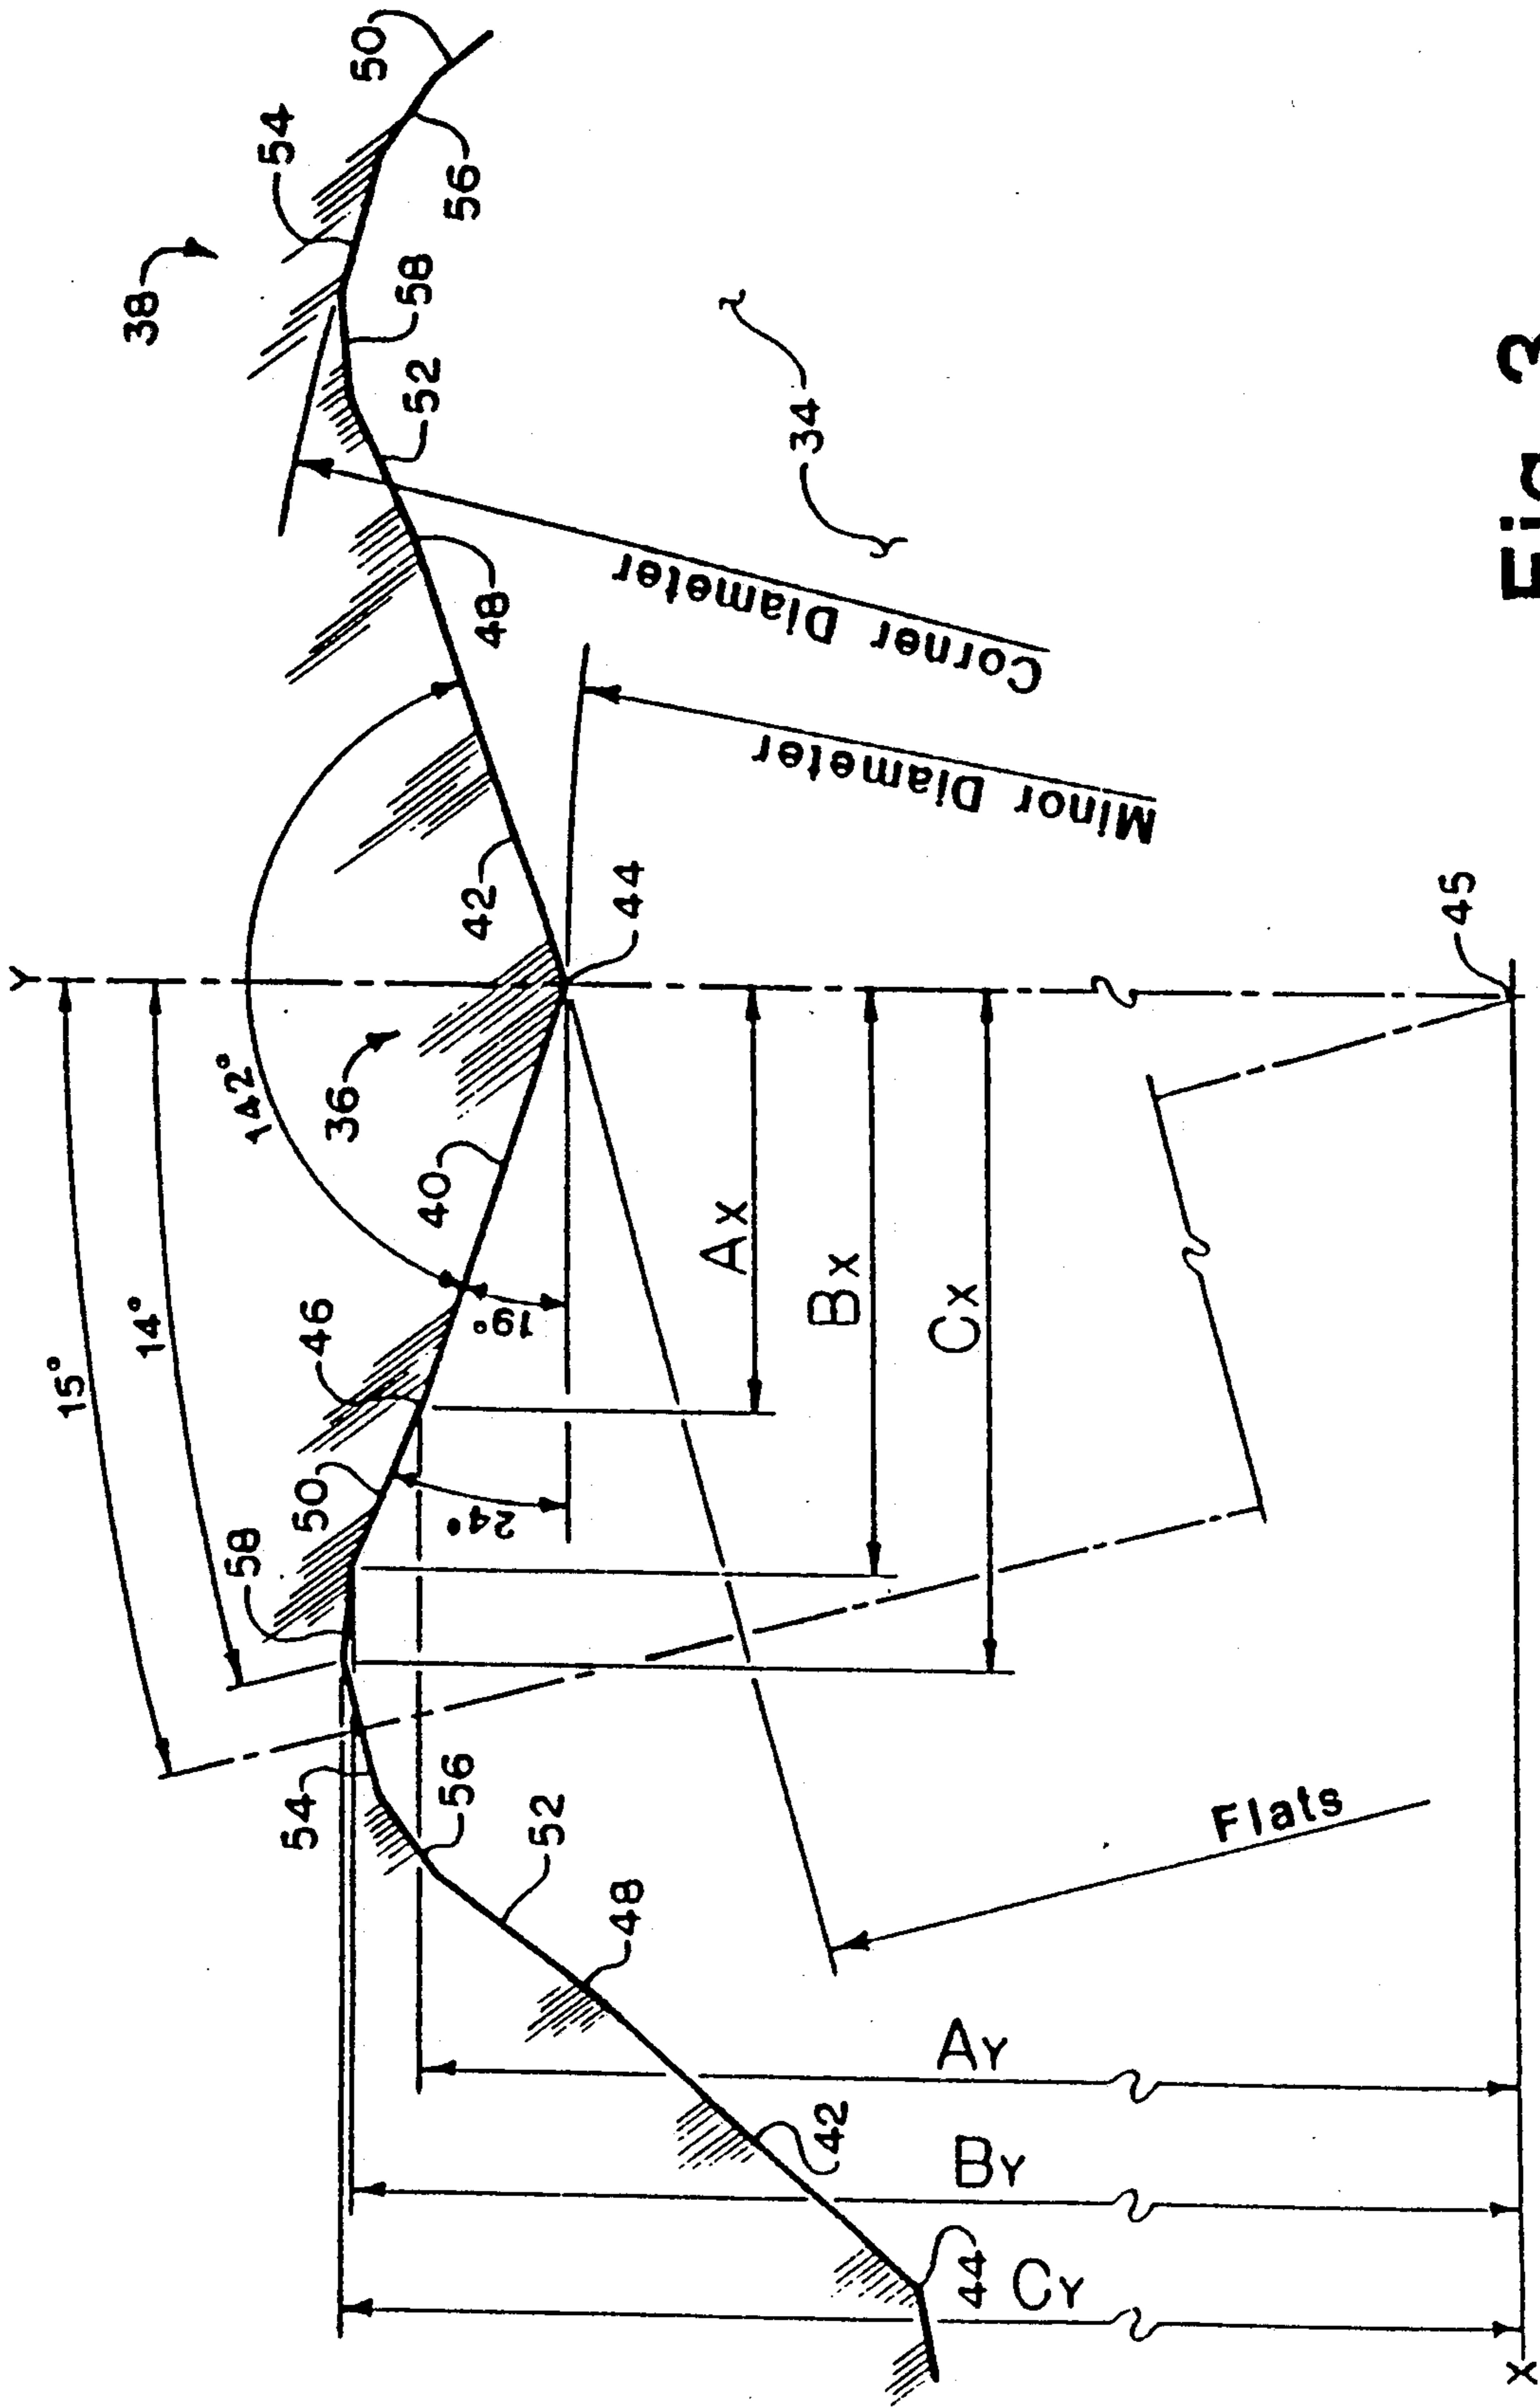 Y
15°
14°
142°
38
54
50
36
58
56
52
58
50
46
40
42
48
54
56
52
48
42
44
44
24°
19°
34
Corner Diameter
Minor Diameter
Ax
Bx
Cx
Flats
Ay
By
Cy
45
X
Fig 3